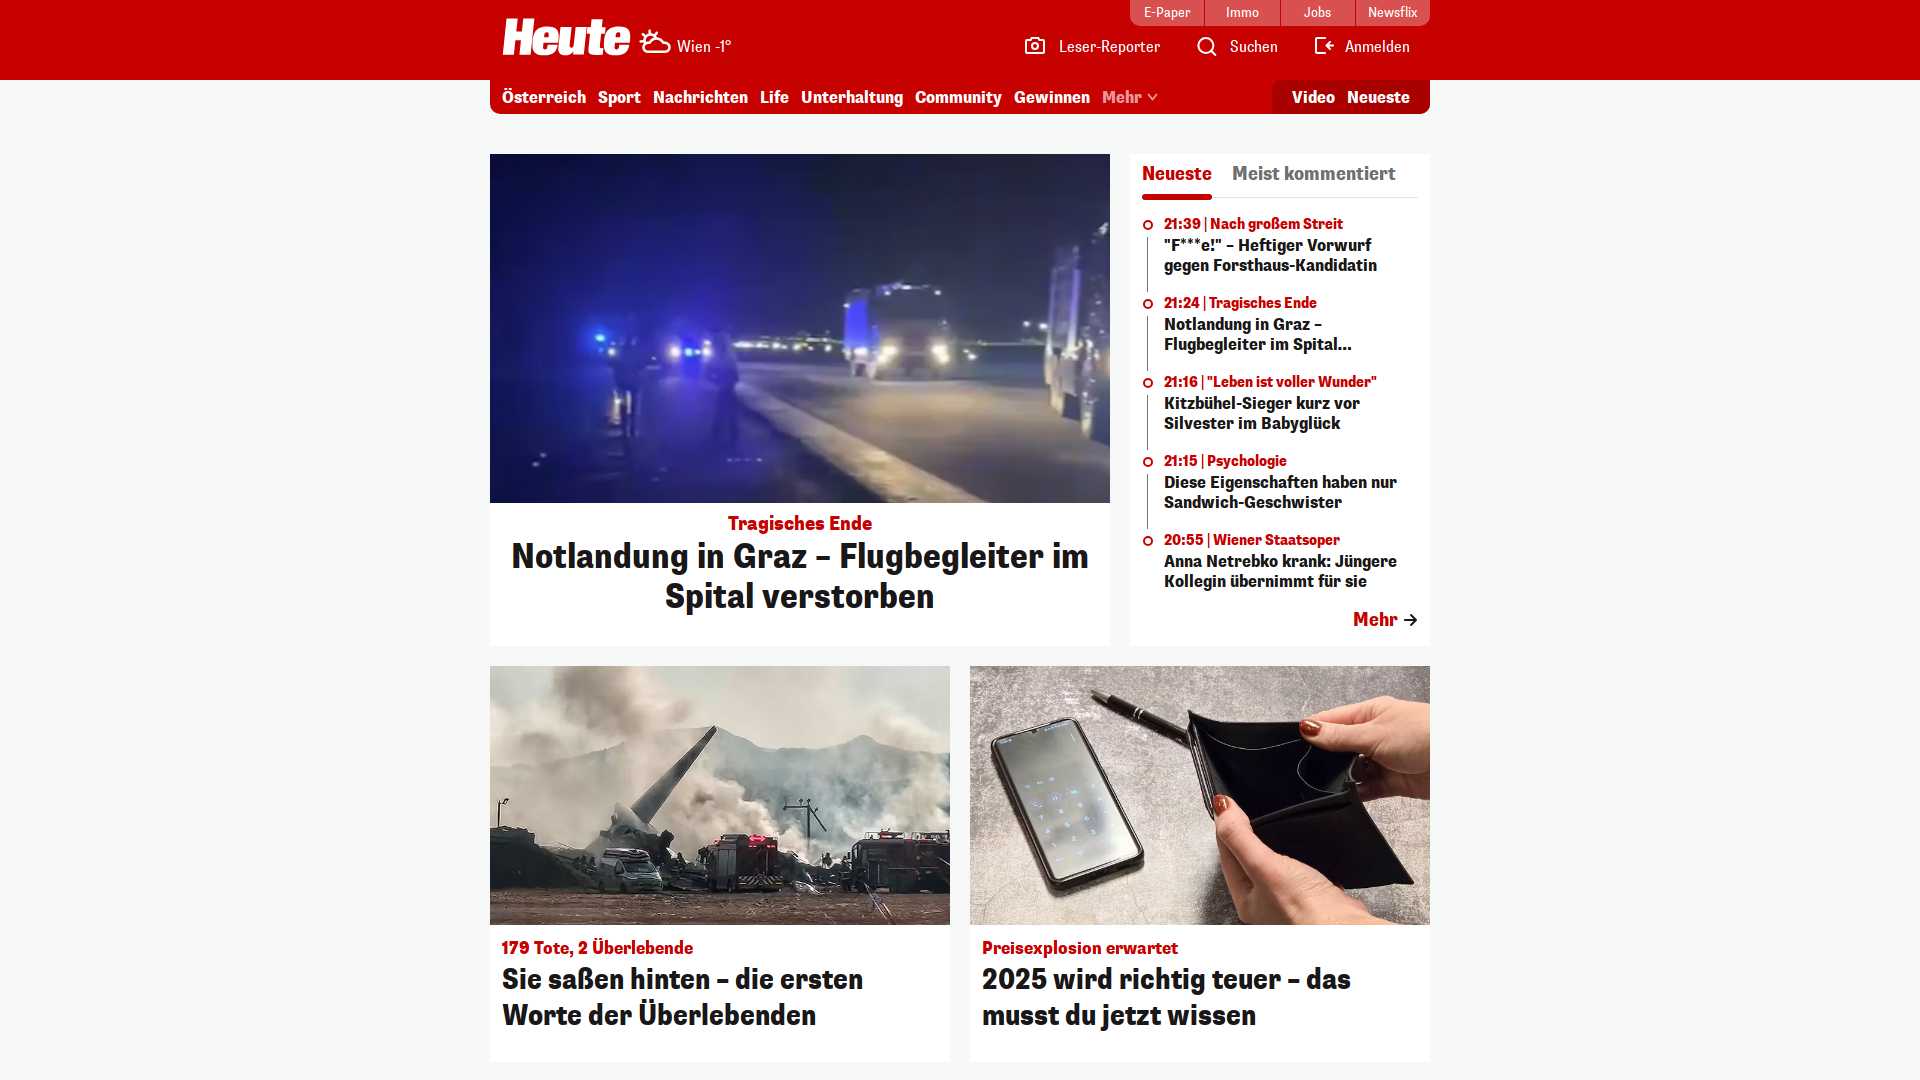 E-Paper
Immo
Jobs
Newsflix
Heute
Wien -1°
Leser-Reporter
Suchen
Anmelden
Österreich
Sport
Nachrichten
Life
Unterhaltung
Community
Gewinnen
Mehr
Video
Neueste
Tragisches Ende
Notlandung in Graz – Flugbegleiter im
Spital verstorben
Neueste
Meist kommentiert
21:39 | Nach großem Streit
"F***e!" – Heftiger Vorwurf
gegen Forsthaus-Kandidatin
21:24 | Tragisches Ende
Notlandung in Graz –
Flugbegleiter im Spital...
21:16 | "Leben ist voller Wunder"
Kitzbühel-Sieger kurz vor
Silvester im Babyglück
21:15 | Psychologie
Diese Eigenschaften haben nur
Sandwich-Geschwister
20:55 | Wiener Staatsoper
Anna Netrebko krank: Jüngere
Kollegin übernimmt für sie
Mehr
179 Tote, 2 Überlebende
Sie saßen hinten – die ersten
Worte der Überlebenden
Preisexplosion erwartet
2025 wird richtig teuer – das
musst du jetzt wissen